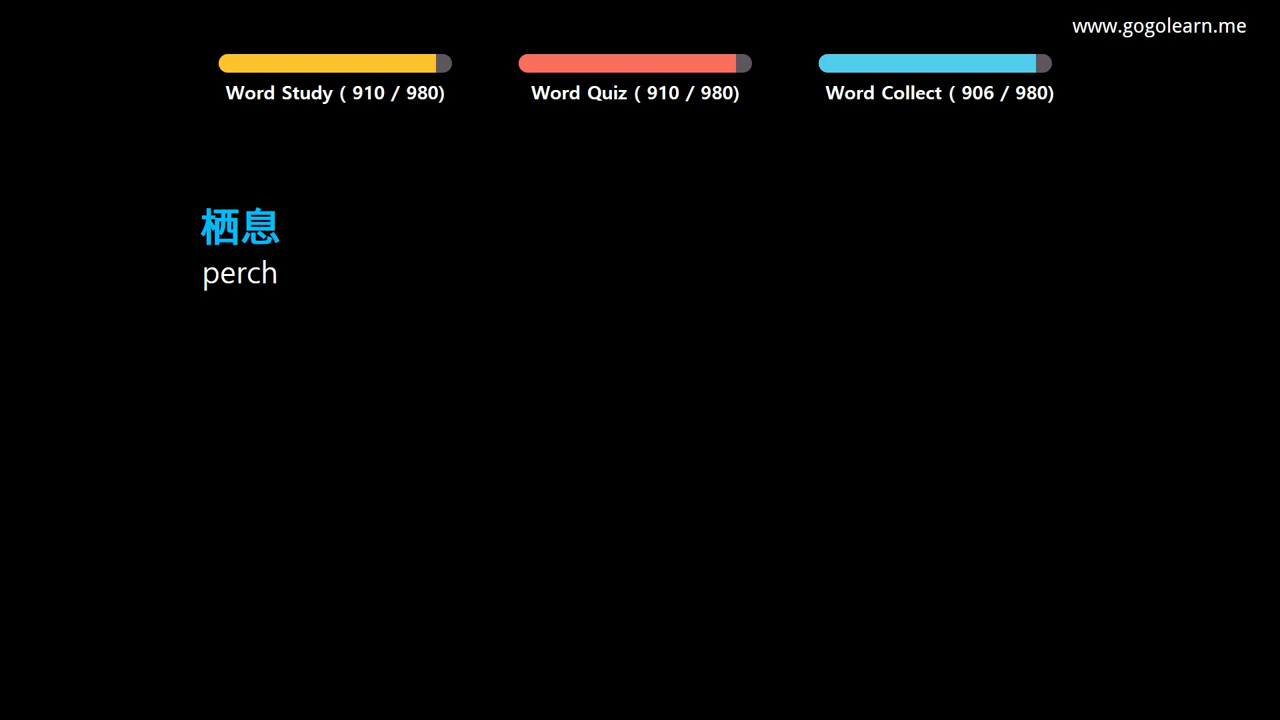 www.gogolearn.me
Word Study ( 910 / 980)
Word Quiz ( 910 / 980)
Word Collect ( 906 / 980)
栖息
perch